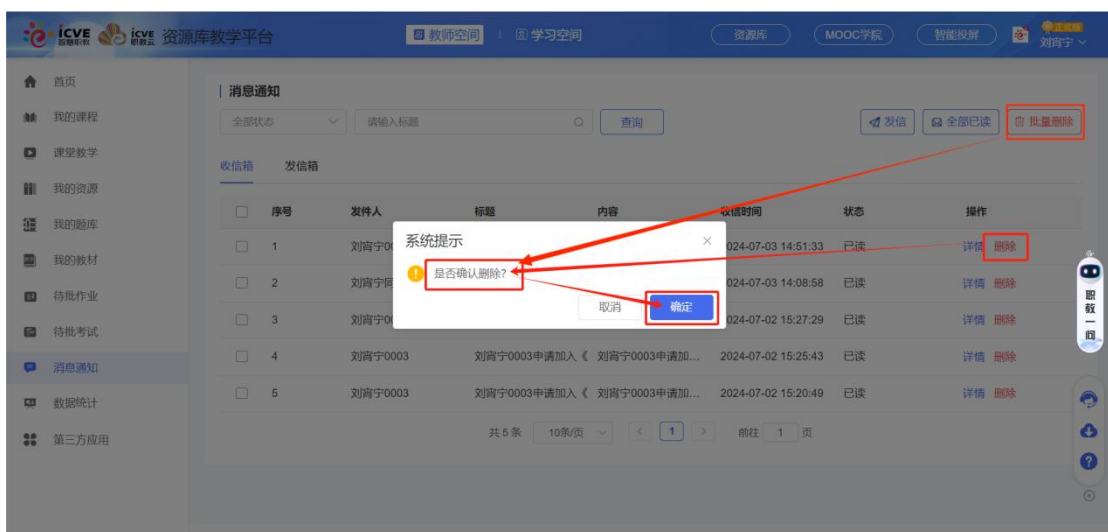 icve 智慧职教 icve 职教云 资源库教学平台 教师空间 学习空间 资源库 MOOC学院 智能投屏 正式版 刘宵宁
首页
我的课程
课堂教学
我的资源
我的题库
我的教材
待批作业
待批考试
消息通知
数据统计
第三方应用
消息通知
全部状态 请输入标题 查询 发信 全部已读 批量删除
收信箱 发信箱
序号 发件人 标题 内容 收信时间 状态 操作
1 刘宵宁00 2024-07-03 14:51:33 已读 详情 删除
2 刘宵宁同 2024-07-03 14:08:58 已读 详情 删除
3 刘宵宁00 2024-07-02 15:27:29 已读 详情 删除
4 刘宵宁0003 刘宵宁0003申请加入《 刘宵宁0003申请加... 2024-07-02 15:25:43 已读 详情 删除
5 刘宵宁0003 刘宵宁0003申请加入《 刘宵宁0003申请加... 2024-07-02 15:20:49 已读 详情 删除
共5条 10条/页 1 前往 1 页
系统提示
是否确认删除?
取消 确定
职教一问